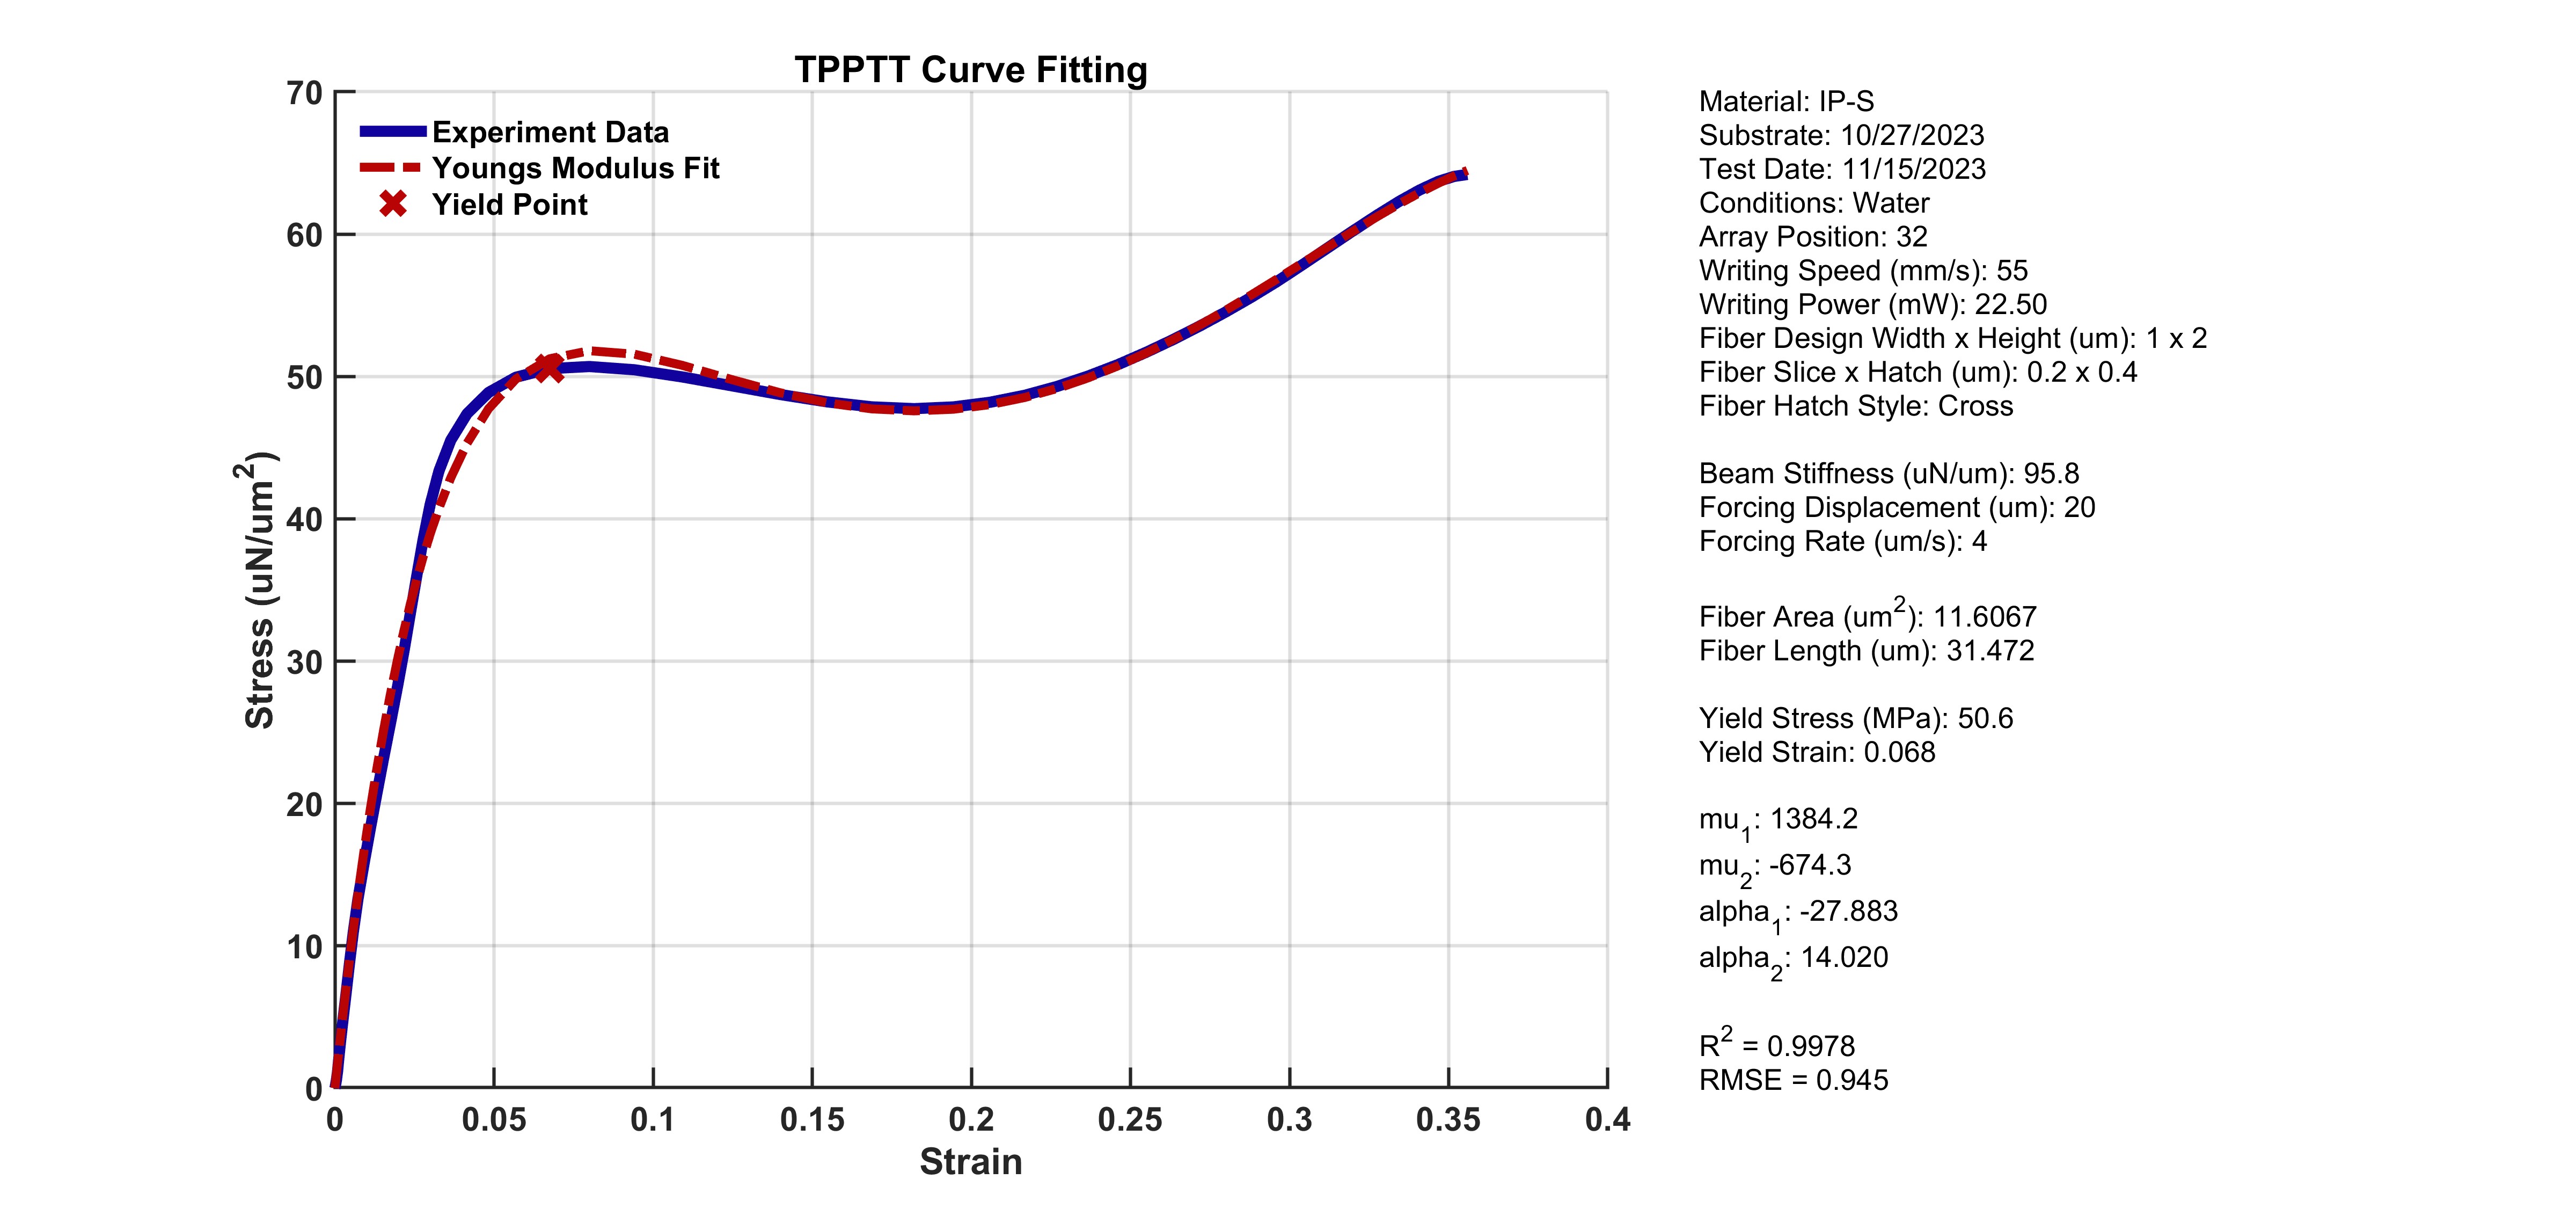 TPPTT Curve Fitting
70
60
50
40
30
20
10
0
Stress (uN/um²)
Experiment Data
Youngs Modulus Fit
Yield Point
0 0.05 0.1 0.15 0.2 0.25 0.3 0.35 0.4
Strain
Material: IP-S
Substrate: 10/27/2023
Test Date: 11/15/2023
Conditions: Water
Array Position: 32
Writing Speed (mm/s): 55
Writing Power (mW): 22.50
Fiber Design Width x Height (um): 1 x 2
Fiber Slice x Hatch (um): 0.2 x 0.4
Fiber Hatch Style: Cross
Beam Stiffness (uN/um): 95.8
Forcing Displacement (um): 20
Forcing Rate (um/s): 4
Fiber Area (um²): 11.6067
Fiber Length (um): 31.472
Yield Stress (MPa): 50.6
Yield Strain: 0.068
mu₁: 1384.2
mu₂: -674.3
alpha₁: -27.883
alpha₂: 14.020
R² = 0.9978
RMSE = 0.945